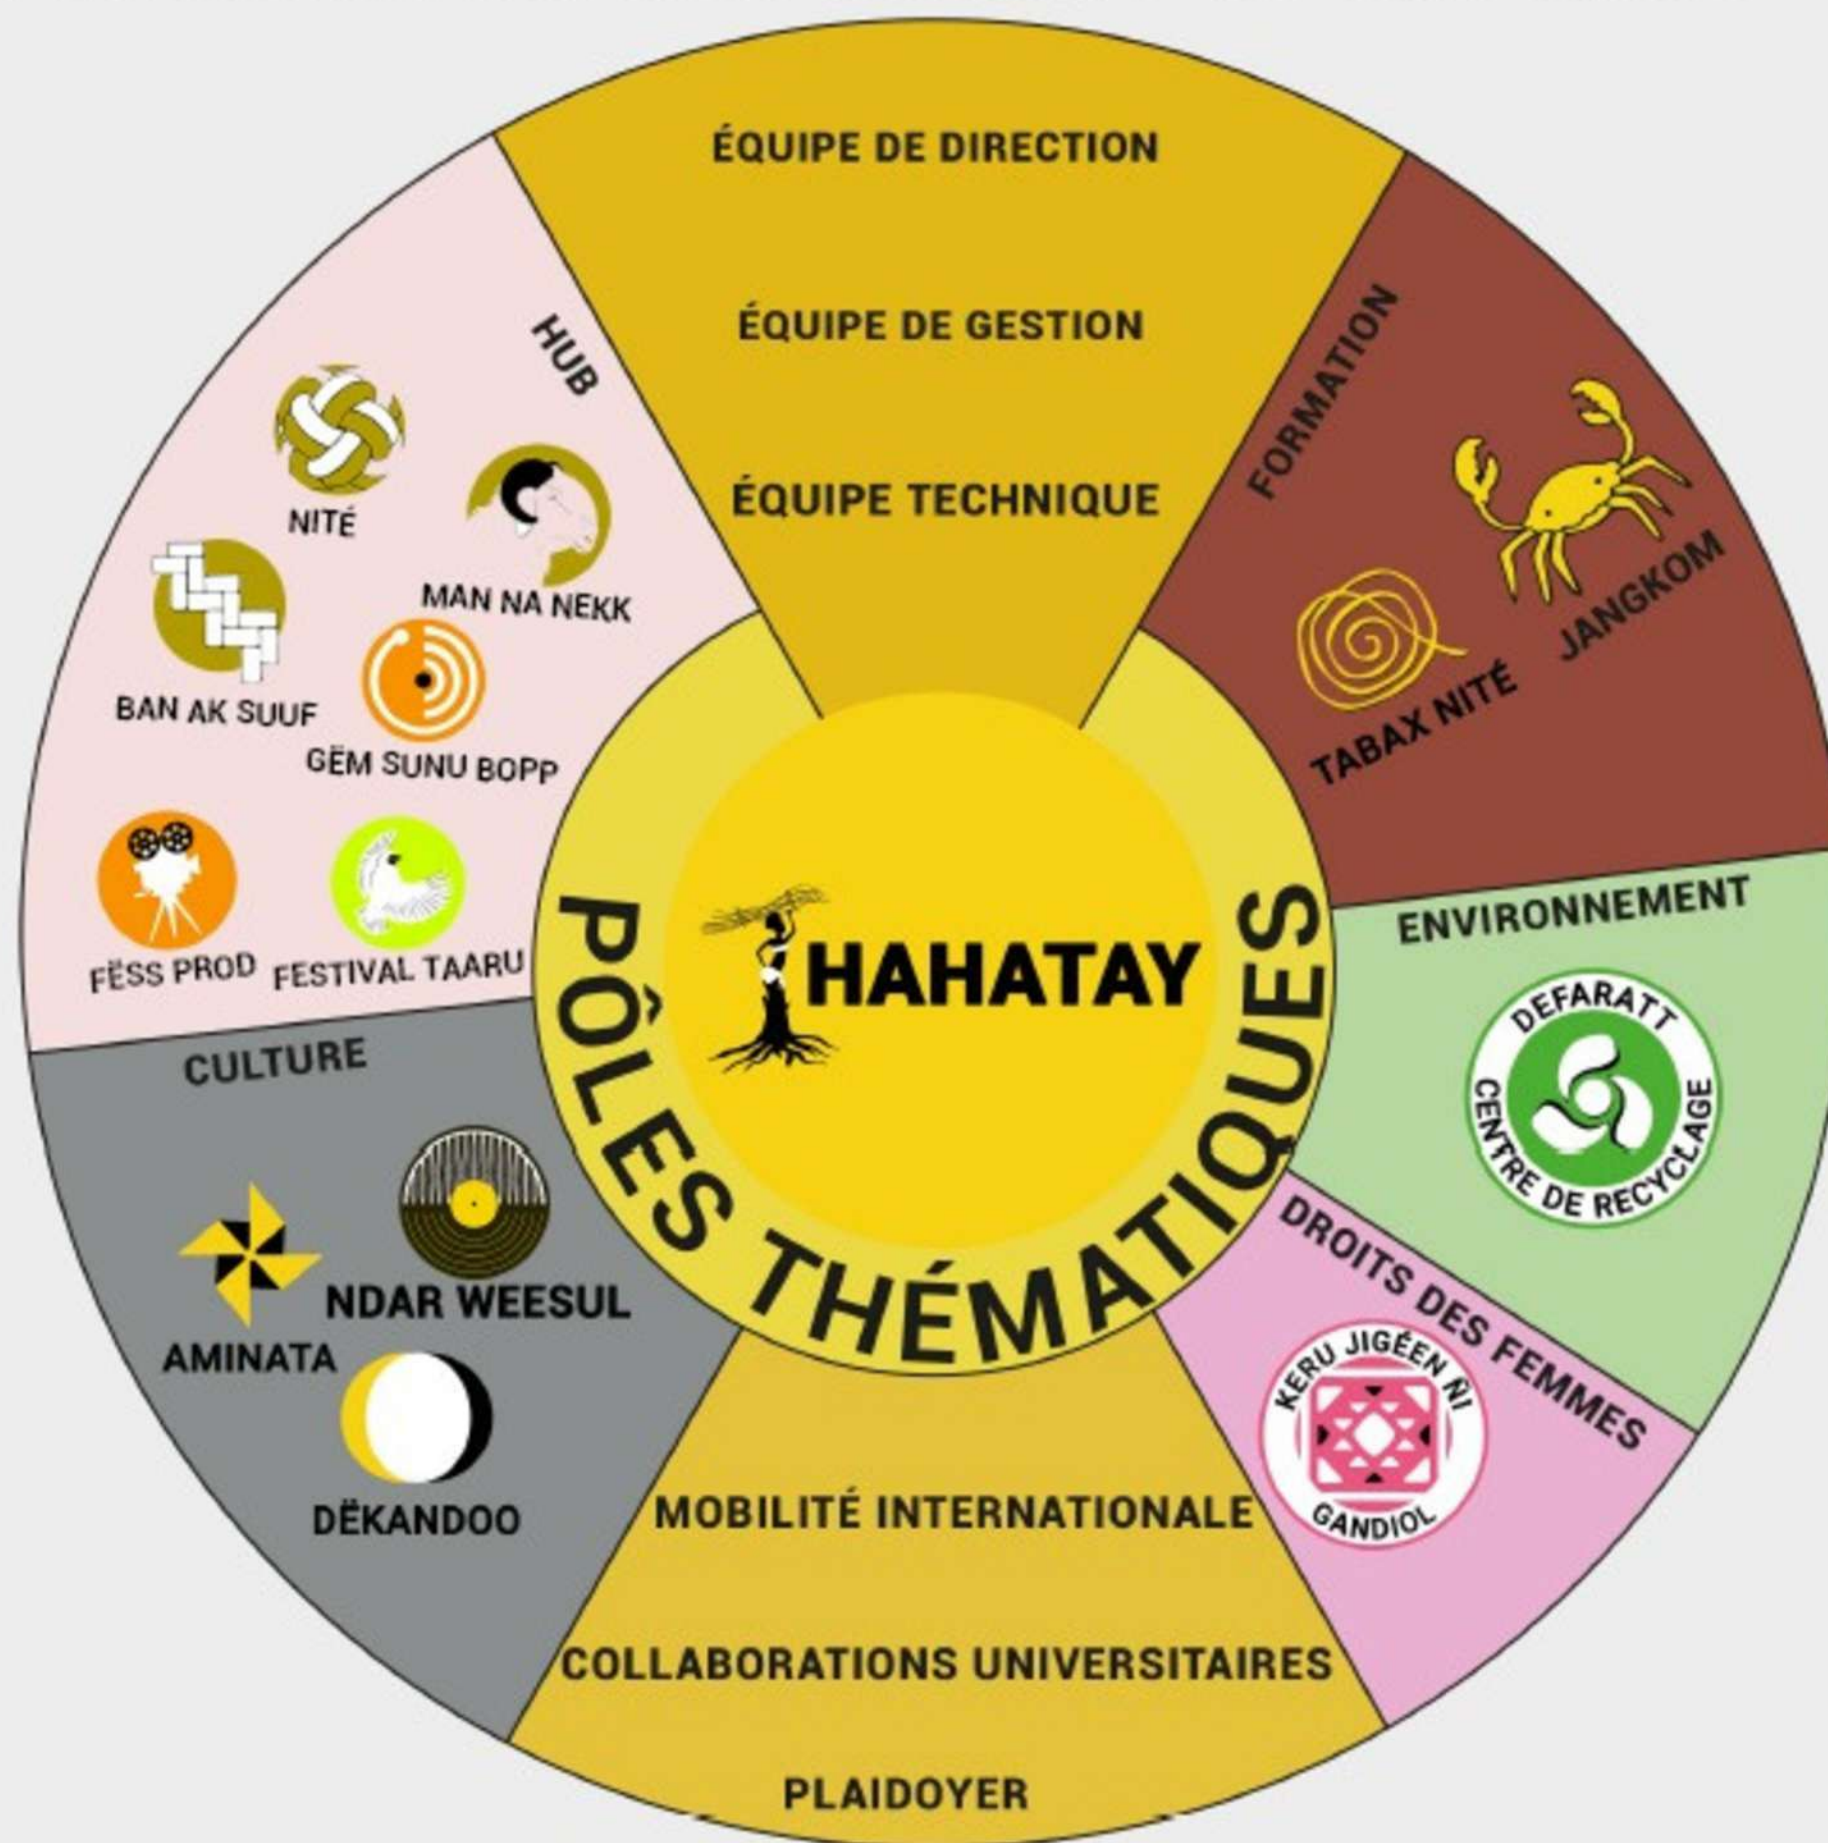 ÉQUIPE DE DIRECTION
ÉQUIPE DE GESTION
ÉQUIPE TECHNIQUE
FORMATION
JANGKOM
TABAX NITÉ
ENVIRONNEMENT
DEFARATT
CENTRE DE RECYCLAGE
DROITS DES FEMMES
KERU JIGÉEN ÑI
GANDIOL
MOBILITÉ INTERNATIONALE
COLLABORATIONS UNIVERSITAIRES
PLAIDOYER
CULTURE
NDAR WEESUL
AMINATA
DËKANDOO
HUB
NITÉ
MAN NA NEKK
BAN AK SUUF
GËM SUNU BOPP
FËSS PROD
FESTIVAL TAARU
HAHATAY
PÔLES THÉMATIQUES